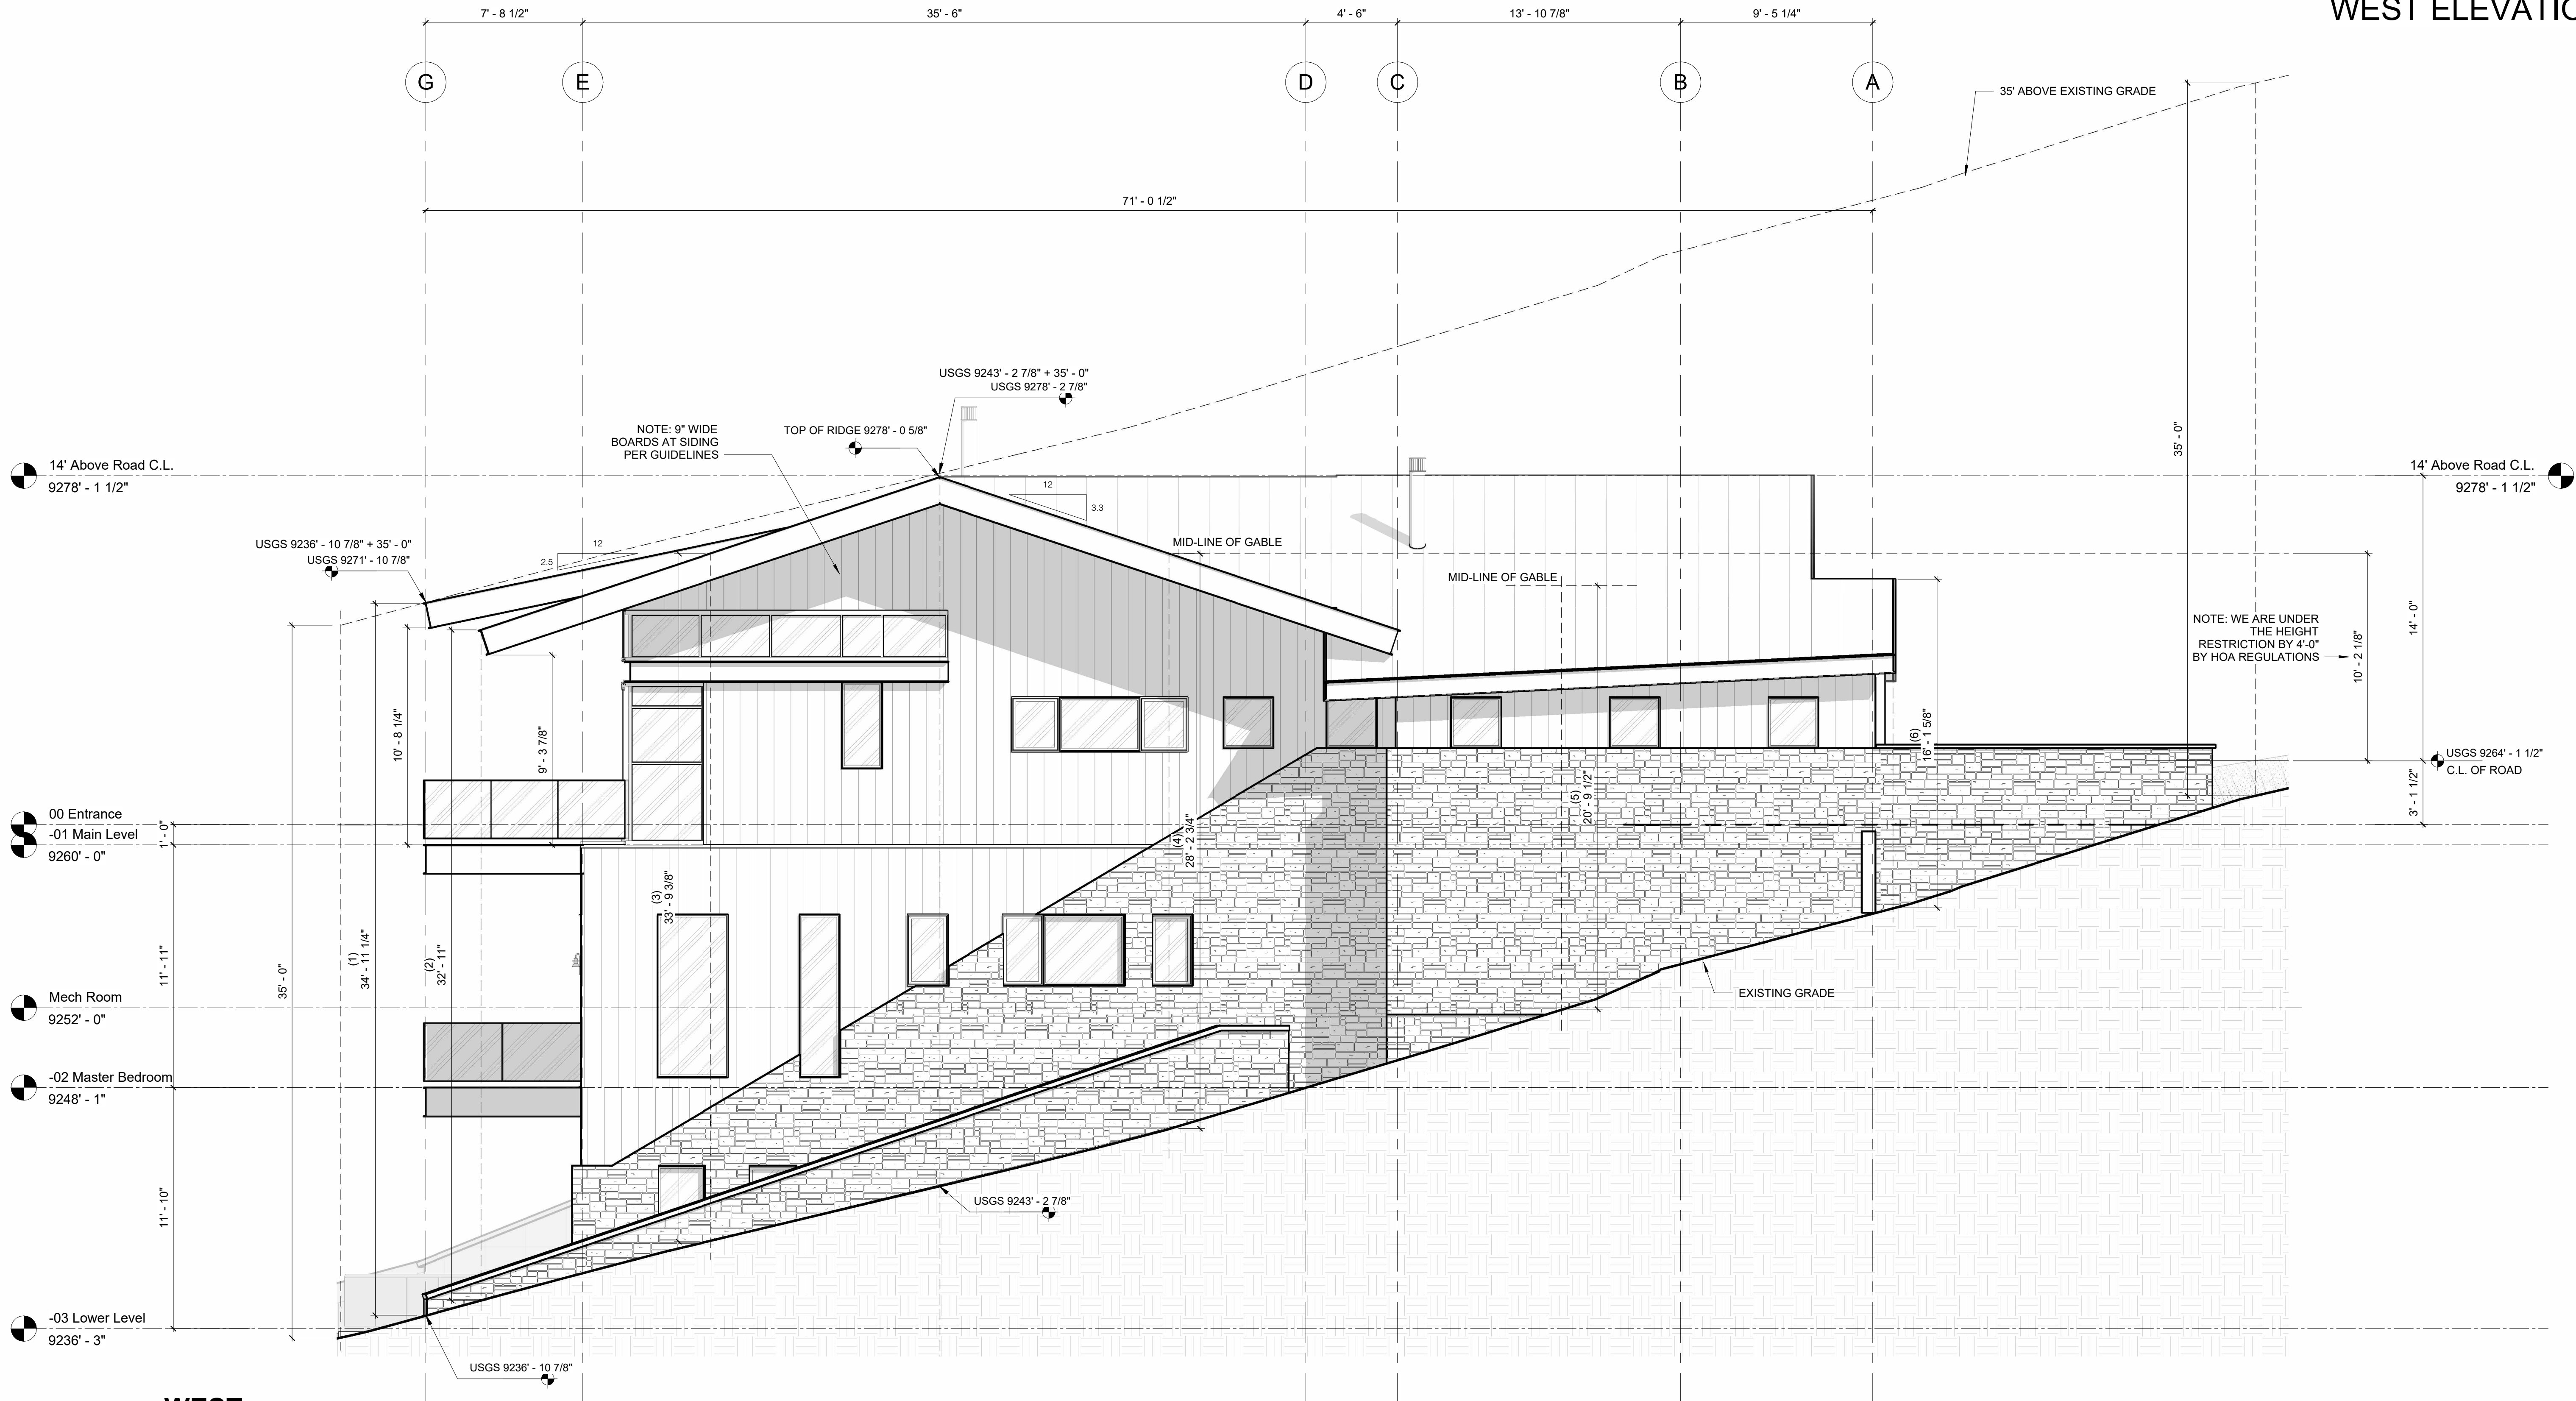 WEST ELEVATIO
7' - 8 1/2"
35' - 6"
4' - 6"
13' - 10 7/8"
9' - 5 1/4"
G
E
D
C
B
A
35' ABOVE EXISTING GRADE
71' - 0 1/2"
USGS 9243' - 2 7/8" + 35' - 0"
USGS 9278' - 2 7/8"
NOTE: 9" WIDE
BOARDS AT SIDING
PER GUIDELINES
TOP OF RIDGE 9278' - 0 5/8"
35' - 0"
14' Above Road C.L.
9278' - 1 1/2"
14' Above Road C.L.
9278' - 1 1/2"
12
3.3
USGS 9236' - 10 7/8" + 35' - 0"
USGS 9271' - 10 7/8"
12
2.5
MID-LINE OF GABLE
MID-LINE OF GABLE
NOTE: WE ARE UNDER
THE HEIGHT
RESTRICTION BY 4'-0"
BY HOA REGULATIONS
10' - 2 1/8"
14' - 0"
10' - 8 1/4"
9' - 3 7/8"
(6)
16' - 1 5/8"
USGS 9264' - 1 1/2"
C.L. OF ROAD
3' - 1 1/2"
(5)
20' - 9 1/2"
00 Entrance
-01 Main Level
9260' - 0"
1' - 0"
(4)
28' - 2 3/4"
(3)
33' - 9 3/8"
(1)
34' - 11 1/4"
(2)
32' - 11"
35' - 0"
11' - 11"
Mech Room
9252' - 0"
EXISTING GRADE
-02 Master Bedroom
9248' - 1"
11' - 10"
USGS 9243' - 2 7/8"
-03 Lower Level
9236' - 3"
USGS 9236' - 10 7/8"
WEST